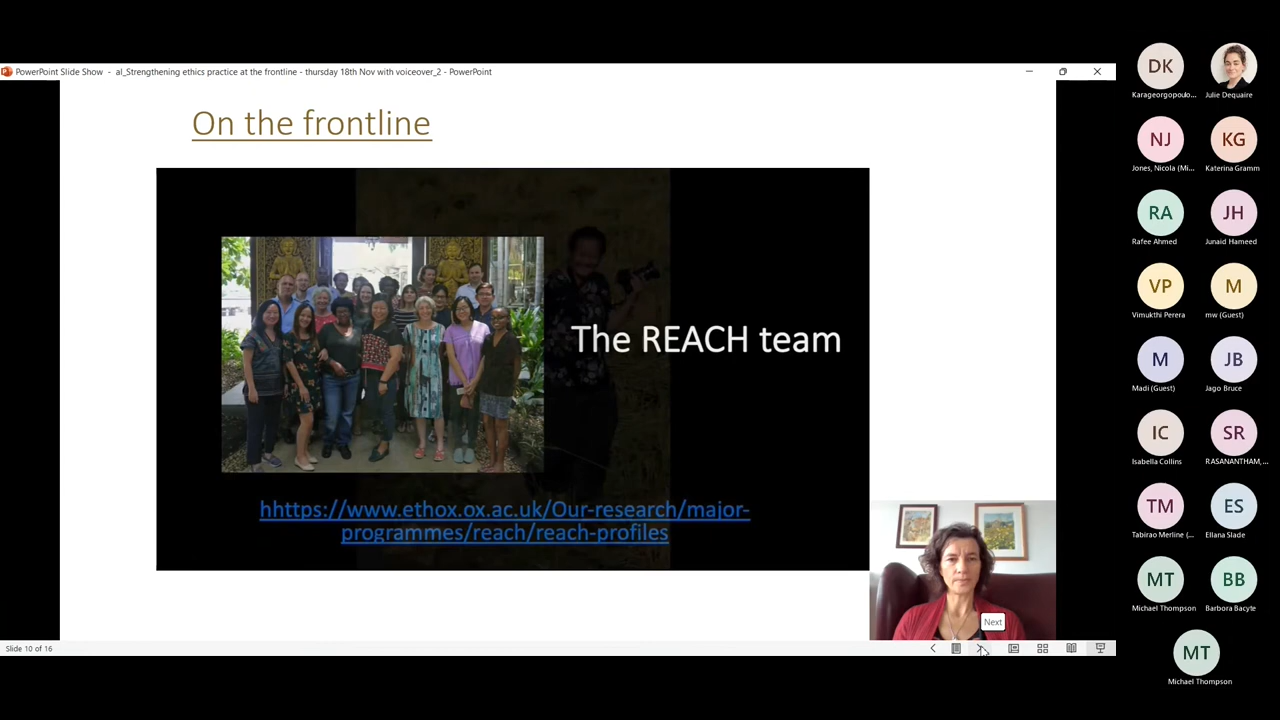 PowerPoint Slide Show - al_Strengthening ethics practice at the frontline - thursday 18th Nov with voiceover_2 - PowerPoint
On the frontline
The REACH team
hhttps://www.ethox.ox.ac.uk/Our-research/major-
programmes/reach/reach-profiles
Next
Slide 10 of 16
DK
Karageorgopoulo...
Julie Dequaire
NJ
KG
Jones, Nicola (Mi...
Katerina Gramm
RA
JH
Rafee Ahmed
Junaid Hameed
VP
M
Vimukthi Perera
mw (Guest)
M
JB
Madi (Guest)
Jago Bruce
IC
SR
Isabella Collins
RASANANTHAM,...
TM
ES
Tabirao Merline (...
Eliana Slade
MT
BB
Michael Thompson
Barbora Bacyte
MT
Michael Thompson